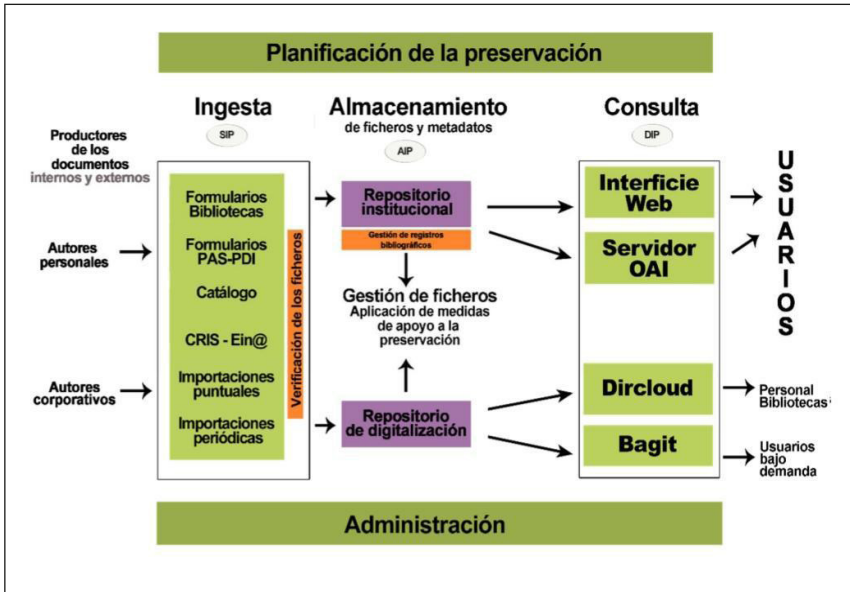 Planificación de la preservación
Ingesta
SIP
Productores
de los
documentos
internos y externos
Autores
personales
Autores
corporativos
Formularios
Bibliotecas
Formularios
PAS-PDI
Catálogo
CRIS - Ein@
Importaciones
puntuales
Importaciones
periódicas
Verificación de los ficheros
Almacenamiento
de ficheros y metadatos
AIP
Repositorio
institucional
Gestión de registros
bibliográficos
Gestión de ficheros
Aplicación de medidas
de apoyo a la
preservación
Repositorio
de digitalización
Consulta
DIP
Interficie
Web
Servidor
OAI
Dircloud
Bagit
USUARIOS
Personal
Bibliotecas
Usuarios
bajo
demanda
Administración